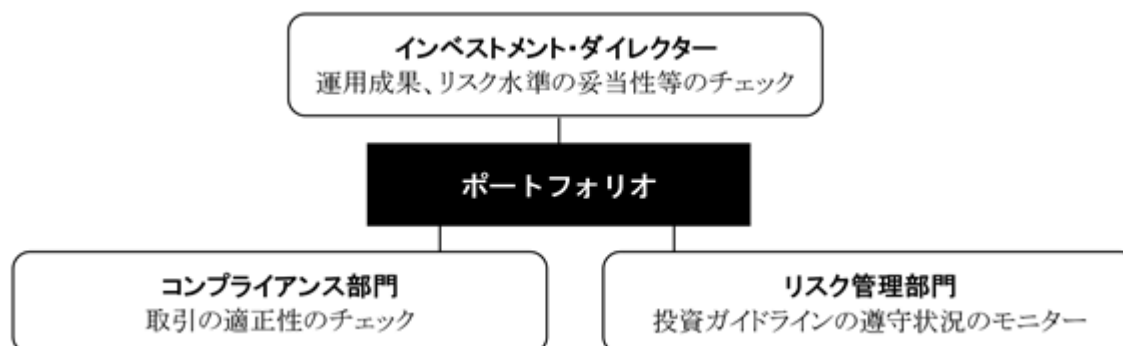 インベストメント・ダイレクター
運用成果、リスク水準の妥当性等のチェック
ポートフォリオ
コンプライアンス部門
取引の適正性のチェック
リスク管理部門
投資ガイドラインの遵守状況のモニター